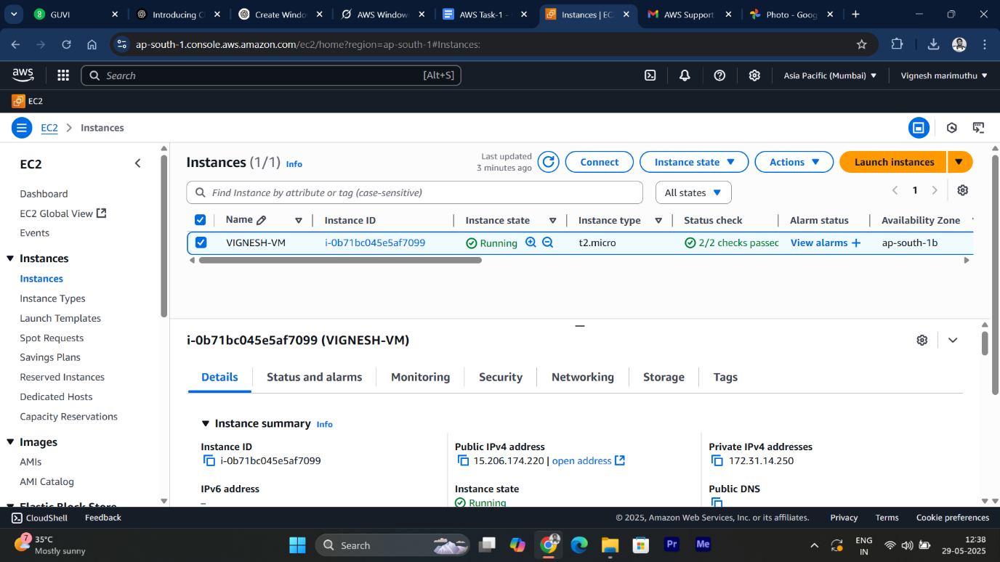 GUVI
Introducing C
Create Windo
AWS Window
AWS Task-1 -
Instances | EC
AWS Support
Photo - Goog
ap-south-1.console.aws.amazon.com/ec2/home?region=ap-south-1#Instances:
aws
Search
[Alt+S]
Asia Pacific (Mumbai)
Vignesh marimuthu
EC2
EC2
Instances
EC2
Dashboard
EC2 Global View
Events
Instances
Instances
Instance Types
Launch Templates
Spot Requests
Savings Plans
Reserved Instances
Dedicated Hosts
Capacity Reservations
Images
AMIs
AMI Catalog
Elastic Block Store
Instances (1/1) Info
Last updated
3 minutes ago
Connect
Instance state
Actions
Launch instances
Find Instance by attribute or tag (case-sensitive)
All states
1
Name
Instance ID
Instance state
Instance type
Status check
Alarm status
Availability Zone
VIGNESH-VM
i-0b71bc045e5af7099
Running
t2.micro
2/2 checks passec
View alarms +
ap-south-1b
i-0b71bc045e5af7099 (VIGNESH-VM)
Details
Status and alarms
Monitoring
Security
Networking
Storage
Tags
Instance summary Info
Instance ID
i-0b71bc045e5af7099
Public IPv4 address
15.206.174.220 | open address
Private IPv4 addresses
172.31.14.250
IPv6 address
–
Instance state
Running
Public DNS
CloudShell
Feedback
© 2025, Amazon Web Services, Inc. or its affiliates.
Privacy
Terms
Cookie preferences
7
35°C
Mostly sunny
Search
Pr
Me
ENG
IN
12:38
29-05-2025